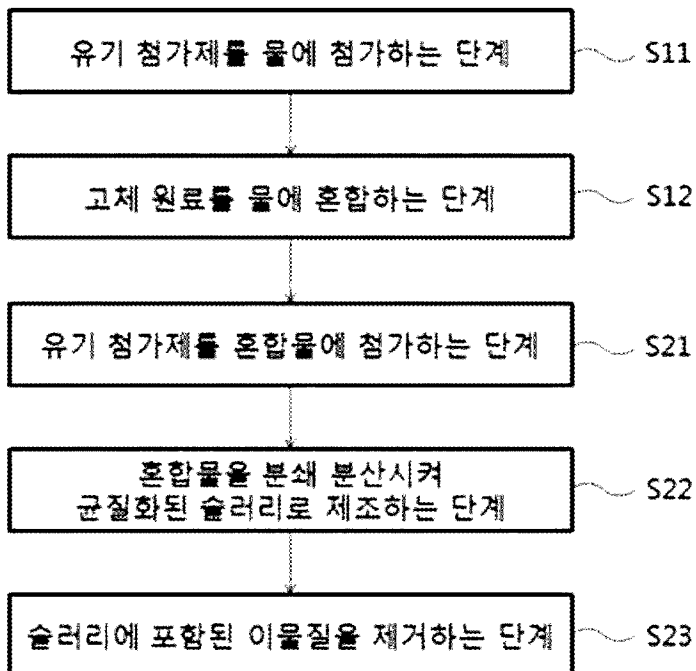 유기 첨가제를 물에 첨가하는 단계 S11
고체 원료를 물에 혼합하는 단계 S12
유기 첨가제를 혼합물에 첨가하는 단계 S21
혼합물을 분쇄 분산시켜
균질화된 슬러리로 제조하는 단계 S22
슬러리에 포함된 이물질을 제거하는 단계 S23